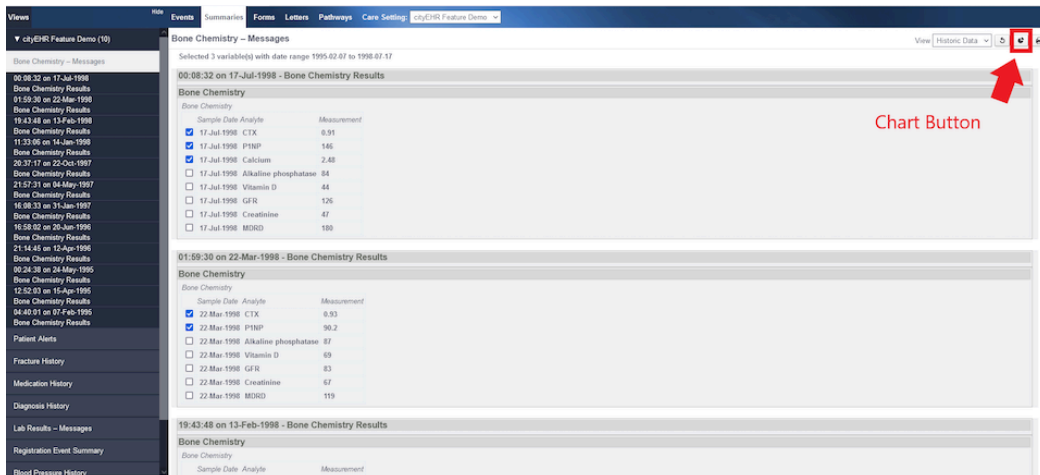 Views
Hide
Events Summaries Forms Letters Pathways Care Setting: cityEHR Feature Demo
▼ cityEHR Feature Demo (10)
Bone Chemistry – Messages
00:08:32 on 17-Jul-1998
Bone Chemistry Results
01:59:30 on 22-Mar-1998
Bone Chemistry Results
19:43:48 on 13-Feb-1998
Bone Chemistry Results
11:33:06 on 14-Jan-1998
Bone Chemistry Results
20:37:17 on 22-Oct-1997
Bone Chemistry Results
21:57:31 on 04-May-1997
Bone Chemistry Results
16:08:33 on 31-Jan-1997
Bone Chemistry Results
16:58:02 on 20-Jun-1996
Bone Chemistry Results
21:14:45 on 12-Apr-1996
Bone Chemistry Results
00:24:38 on 24-May-1995
Bone Chemistry Results
12:52:03 on 15-Apr-1995
Bone Chemistry Results
04:40:01 on 07-Feb-1995
Bone Chemistry Results
Patient Alerts
Fracture History
Medication History
Diagnosis History
Lab Results – Messages
Registration Event Summary
Blood Pressure History
Bone Chemistry – Messages
View Historic Data
Selected 3 variable(s) with date range 1995-02-07 to 1998-07-17
Chart Button
00:08:32 on 17-Jul-1998 - Bone Chemistry Results
Bone Chemistry
Bone Chemistry
Sample Date Analyte Measurement
17-Jul-1998 CTX 0.91
17-Jul-1998 P1NP 146
17-Jul-1998 Calcium 2.48
17-Jul-1998 Alkaline phosphatase 84
17-Jul-1998 Vitamin D 44
17-Jul-1998 GFR 126
17-Jul-1998 Creatinine 47
17-Jul-1998 MDRD 180
01:59:30 on 22-Mar-1998 - Bone Chemistry Results
Bone Chemistry
Bone Chemistry
Sample Date Analyte Measurement
22-Mar-1998 CTX 0.93
22-Mar-1998 P1NP 90.2
22-Mar-1998 Alkaline phosphatase 87
22-Mar-1998 Vitamin D 69
22-Mar-1998 GFR 83
22-Mar-1998 Creatinine 67
22-Mar-1998 MDRD 119
19:43:48 on 13-Feb-1998 - Bone Chemistry Results
Bone Chemistry
Bone Chemistry
Sample Date Analyte Measurement